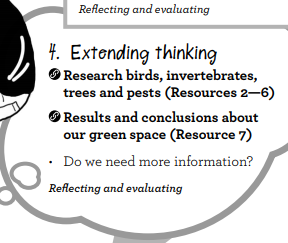 Reflecting and evaluating
4. Extending thinking
Research birds, invertebrates,
trees and pests (Resources 2—6)
Results and conclusions about
our green space (Resource 7)
• Do we need more information?
Reflecting and evaluating